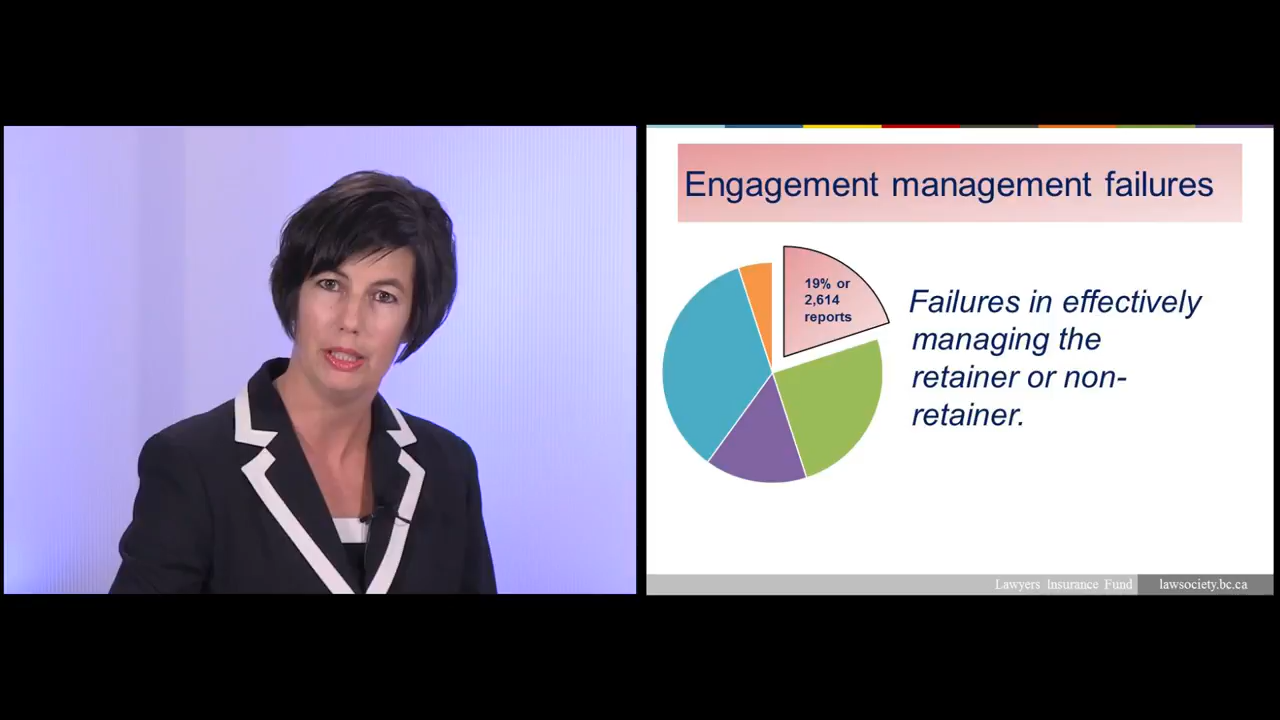 Engagement management failures
19% or
2,614
reports
Failures in effectively
managing the
retainer or non-
retainer.
Lawyers Insurance Fund
lawsociety.bc.ca